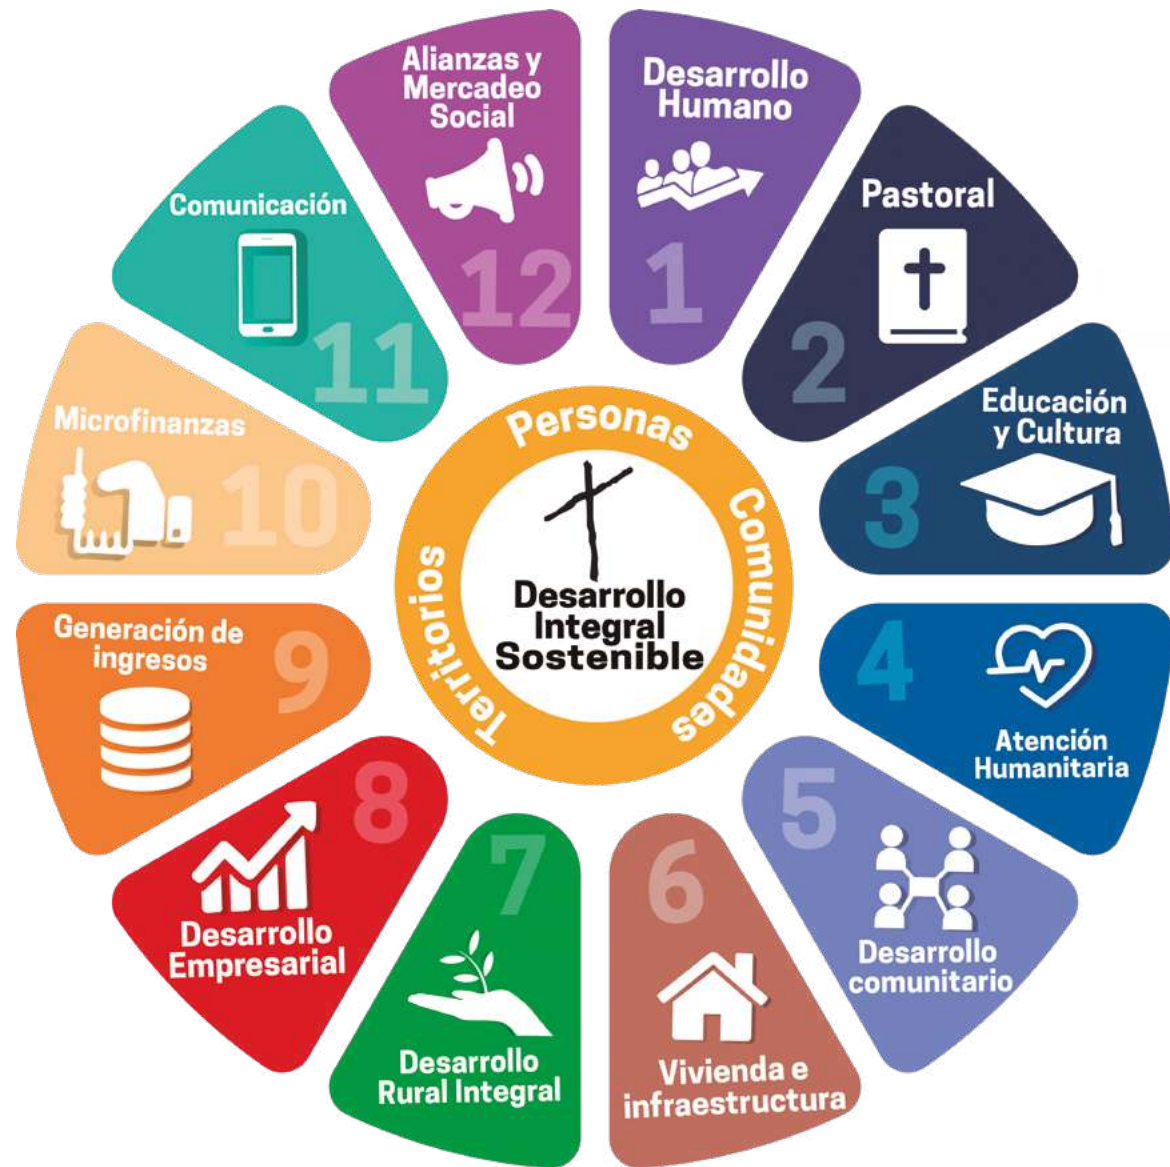 Desarrollo
Humano
1
Pastoral
2
Educación
y Cultura
3
4
Atención
Humanitaria
5
Desarrollo
comunitario
6
Vivienda e
infraestructura
7
Desarrollo
Rural Integral
8
Desarrollo
Empresarial
Generación de
ingresos
9
Microfinanzas
10
Comunicación
11
Alianzas y
Mercadeo
Social
12
Personas
Comunidades
Territorios
Desarrollo
Integral
Sostenible